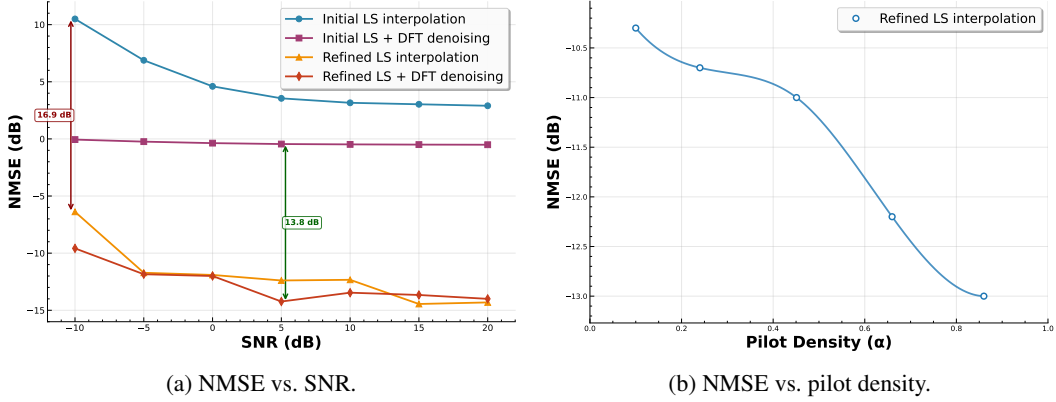 Initial LS interpolation
Initial LS + DFT denoising
Refined LS interpolation
Refined LS + DFT denoising
16.9 dB
13.8 dB
10
5
0
−5
−10
−15
NMSE (dB)
−10 −5 0 5 10 15 20
SNR (dB)
(a) NMSE vs. SNR.
Refined LS interpolation
−10.5
−11.0
−11.5
−12.0
−12.5
−13.0
NMSE (dB)
0.0 0.2 0.4 0.6 0.8 1.0
Pilot Density (α)
(b) NMSE vs. pilot density.